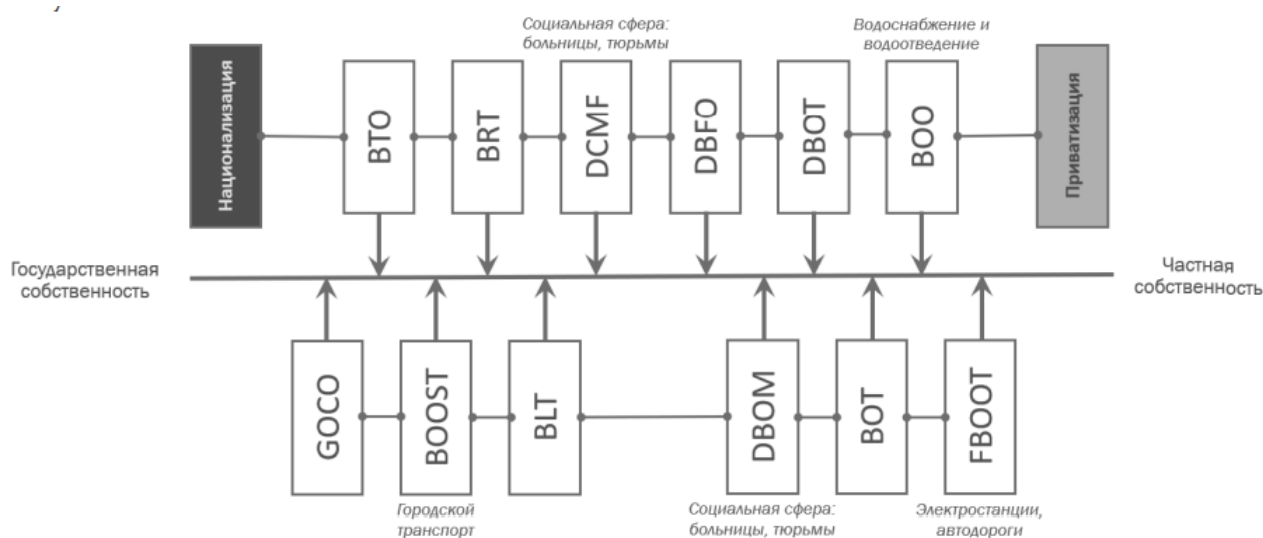 Социальная сфера:
больницы, тюрьмы
Водоснабжение и
водоотведение
Национализация
BTO
BRT
DCMF
DBFO
DBOT
BOO
Приватизация
Государственная
собственность
Частная
собственность
GOCO
BOOST
BLT
DBOM
BOT
FBOOT
Городской
транспорт
Социальная сфера:
больницы, тюрьмы
Электростанции,
автодороги